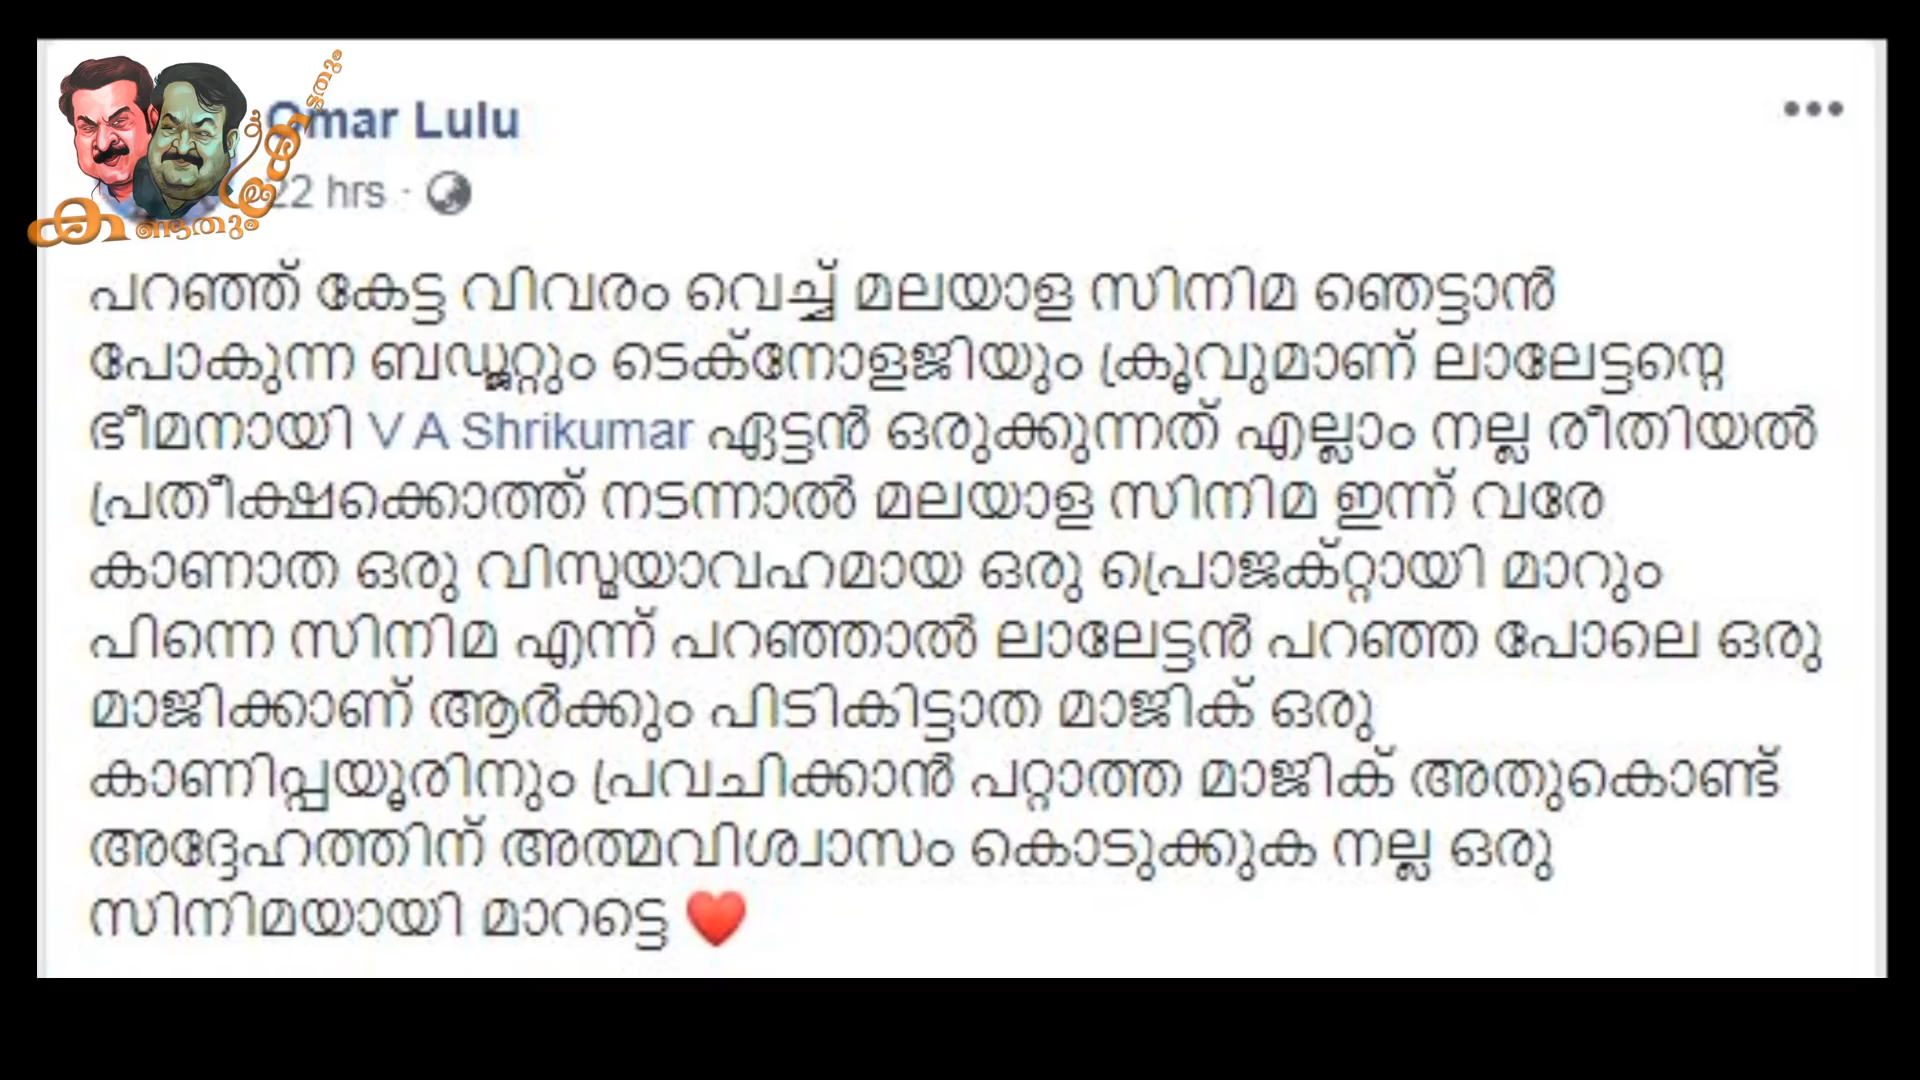 Omar Lulu
22 hrs ·
പറഞ്ഞ് കേട്ട വിവരം വെച്ച് മലയാള സിനിമ ഞെട്ടാൻ
പോകുന്ന ബഡ്ജറ്റും ടെക്നോളജിയും ക്രൂവുമാണ് ലാലേട്ടന്റെ
ഭീമനായി V A Shrikumar ഏട്ടൻ ഒരുക്കുന്നത് എല്ലാം നല്ല രീതിയൽ
പ്രതീക്ഷക്കൊത്ത് നടന്നാൽ മലയാള സിനിമ ഇന്ന് വരേ
കാണാത ഒരു വിസ്മയാവഹമായ ഒരു പ്രൊജക്റ്റായി മാറും
പിന്നെ സിനിമ എന്ന് പറഞ്ഞാൽ ലാലേട്ടൻ പറഞ്ഞ പോലെ ഒരു
മാജിക്കാണ് ആർക്കും പിടികിട്ടാത മാജിക് ഒരു
കാണിപ്പയൂരിനും പ്രവചിക്കാൻ പറ്റാത്ത മാജിക് അതുകൊണ്ട്
അദ്ദേഹത്തിന് അത്മവിശ്വാസം കൊടുക്കുക നല്ല ഒരു
സിനിമയായി മാറട്ടെ ❤️
കണ്ടതും